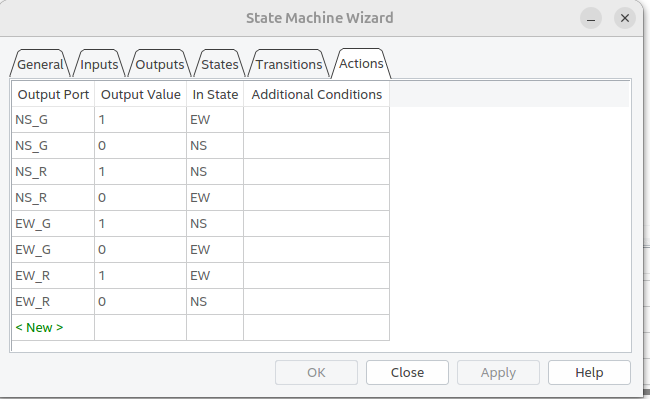 State Machine Wizard
General Inputs Outputs States Transitions Actions
Output Port Output Value In State Additional Conditions
NS_G 1 EW
NS_G 0 NS
NS_R 1 NS
NS_R 0 EW
EW_G 1 NS
EW_G 0 EW
EW_R 1 EW
EW_R 0 NS
< New >
OK Close Apply Help